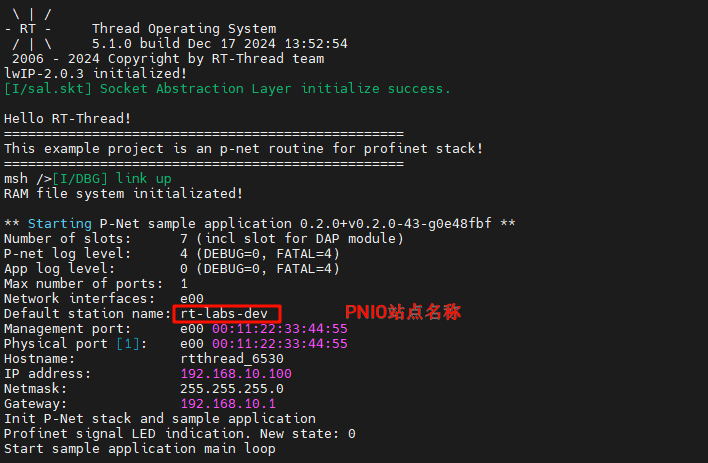 \ | /
- RT -     Thread Operating System
 / | \     5.1.0 build Dec 17 2024 13:52:54
 2006 - 2024 Copyright by RT-Thread team
lwIP-2.0.3 initialized!
[I/sal.skt] Socket Abstraction Layer initialize success.

Hello RT-Thread!
==================================================
This example project is an p-net routine for profinet stack!
==================================================
msh />[I/DBG] link up
RAM file system initializated!

** Starting P-Net sample application 0.2.0+v0.2.0-43-g0e48fbf **
Number of slots:      7 (incl slot for DAP module)
P-net log level:      4 (DEBUG=0, FATAL=4)
App log level:        0 (DEBUG=0, FATAL=4)
Max number of ports:  1
Network interfaces:   e00
Default station name: rt-labs-dev PNIO站点名称
Management port:      e00 00:11:22:33:44:55
Physical port [1]:    e00 00:11:22:33:44:55
Hostname:             rtthread_6530
IP address:           192.168.10.100
Netmask:              255.255.255.0
Gateway:              192.168.10.1
Init P-Net stack and sample application
Profinet signal LED indication. New state: 0
Start sample application main loop